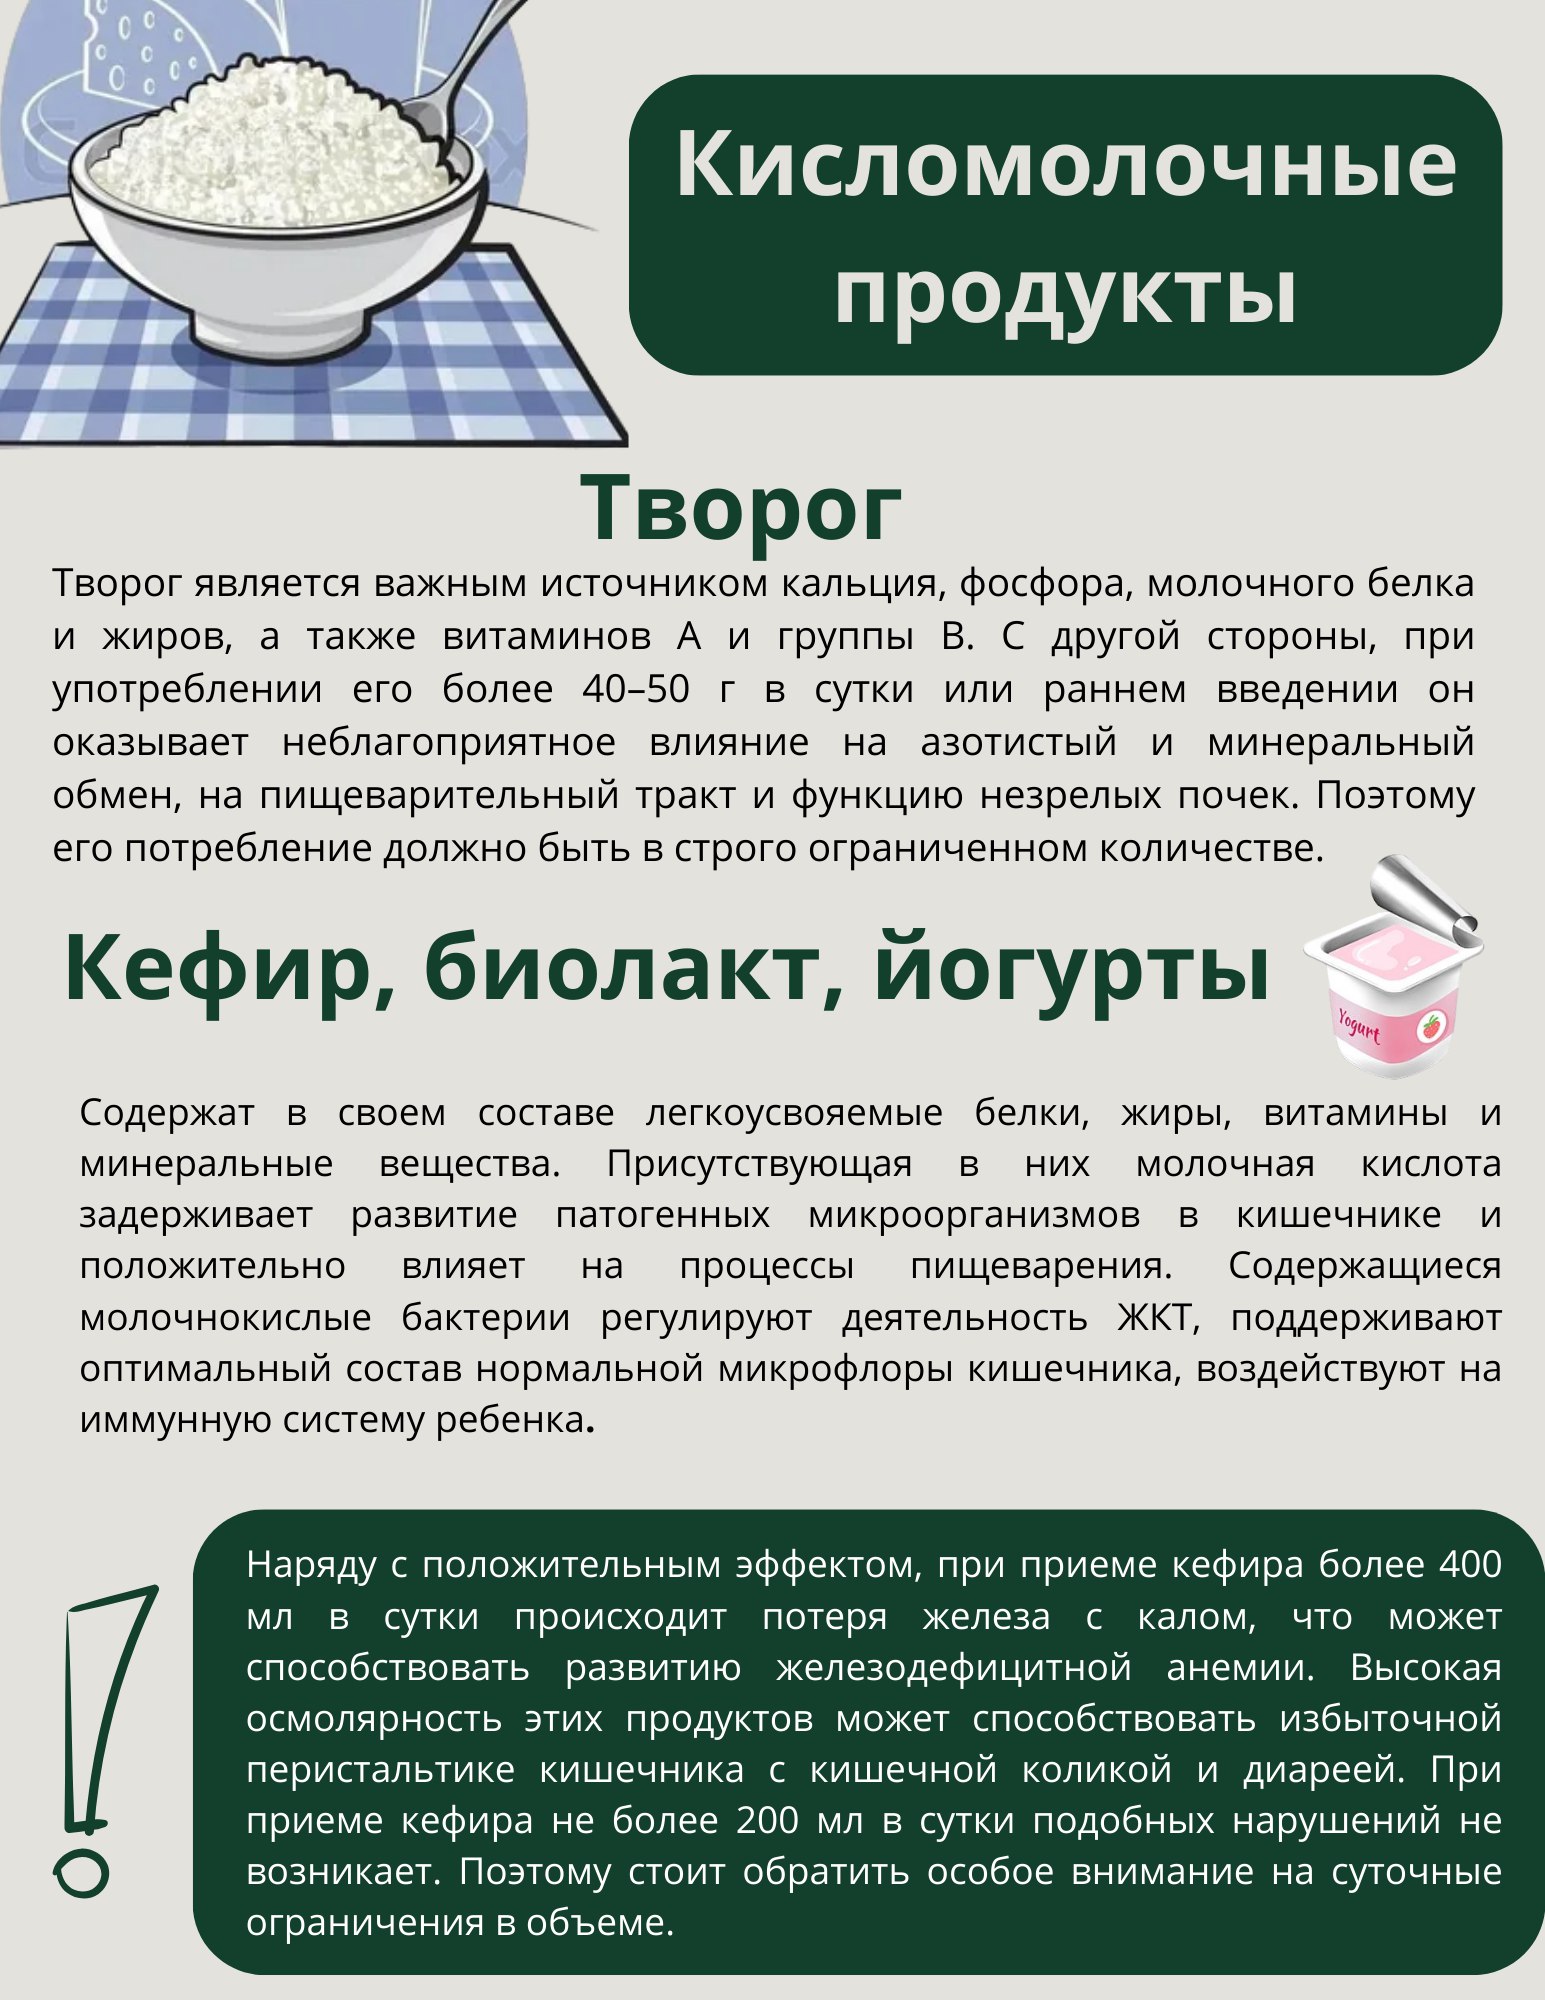 Кисломолочные
продукты
Творог
Творог является важным источником кальция, фосфора, молочного белка
и жиров, а также витаминов А и группы В. С другой стороны, при
употреблении его более 40–50 г в сутки или раннем введении он
оказывает неблагоприятное влияние на азотистый и минеральный
обмен, на пищеварительный тракт и функцию незрелых почек. Поэтому
его потребление должно быть в строго ограниченном количестве.
Кефир, биолакт, йогурты
Yogurt
Содержат в своем составе легкоусвояемые белки, жиры, витамины и
минеральные вещества. Присутствующая в них молочная кислота
задерживает развитие патогенных микроорганизмов в кишечнике и
положительно влияет на процессы пищеварения. Содержащиеся
молочнокислые бактерии регулируют деятельность ЖКТ, поддерживают
оптимальный состав нормальной микрофлоры кишечника, воздействуют на
иммунную систему ребенка.
Наряду с положительным эффектом, при приеме кефира более 400
мл в сутки происходит потеря железа с калом, что может
способствовать развитию железодефицитной анемии. Высокая
осмолярность этих продуктов может способствовать избыточной
перистальтике кишечника с кишечной коликой и диареей. При
приеме кефира не более 200 мл в сутки подобных нарушений не
возникает. Поэтому стоит обратить особое внимание на суточные
ограничения в объеме.